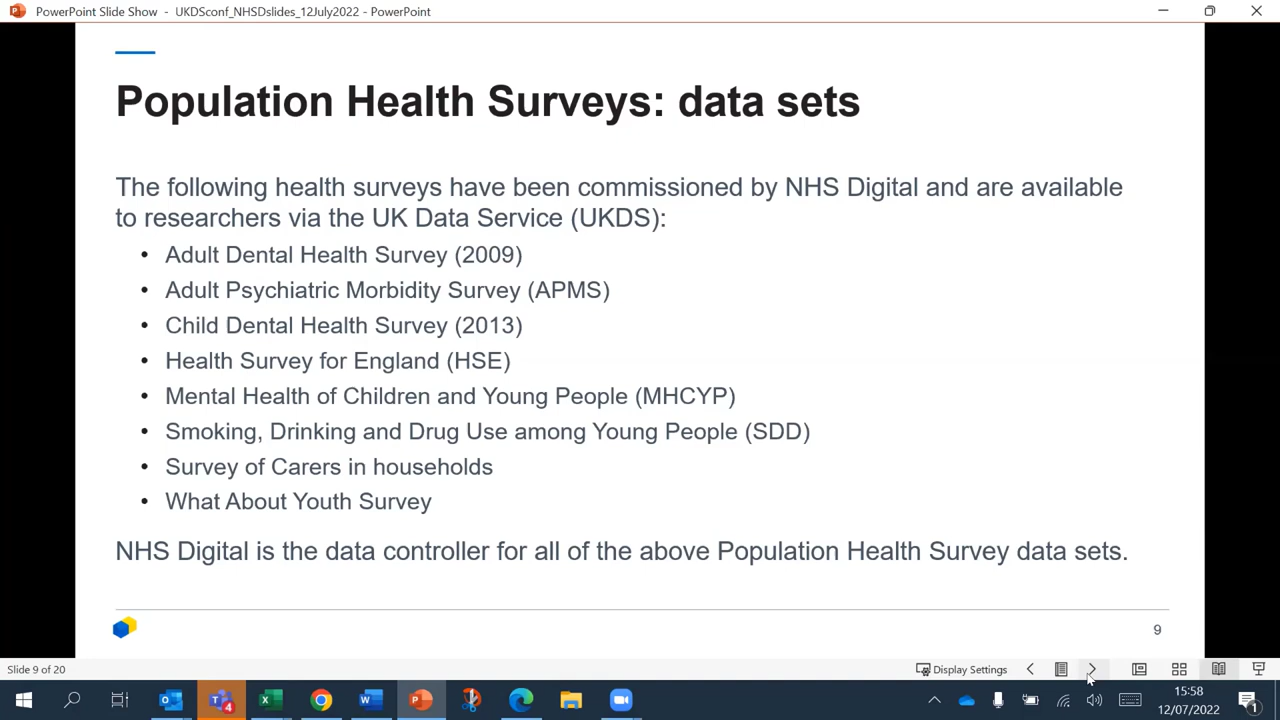 PowerPoint Slide Show - UKDSconf_NHSDslides_12July2022 - PowerPoint
Population Health Surveys: data sets
The following health surveys have been commissioned by NHS Digital and are available
to researchers via the UK Data Service (UKDS):
• Adult Dental Health Survey (2009)
• Adult Psychiatric Morbidity Survey (APMS)
• Child Dental Health Survey (2013)
• Health Survey for England (HSE)
• Mental Health of Children and Young People (MHCYP)
• Smoking, Drinking and Drug Use among Young People (SDD)
• Survey of Carers in households
• What About Youth Survey
NHS Digital is the data controller for all of the above Population Health Survey data sets.
9
Slide 9 of 20
Display Settings
4
15:58
12/07/2022
1